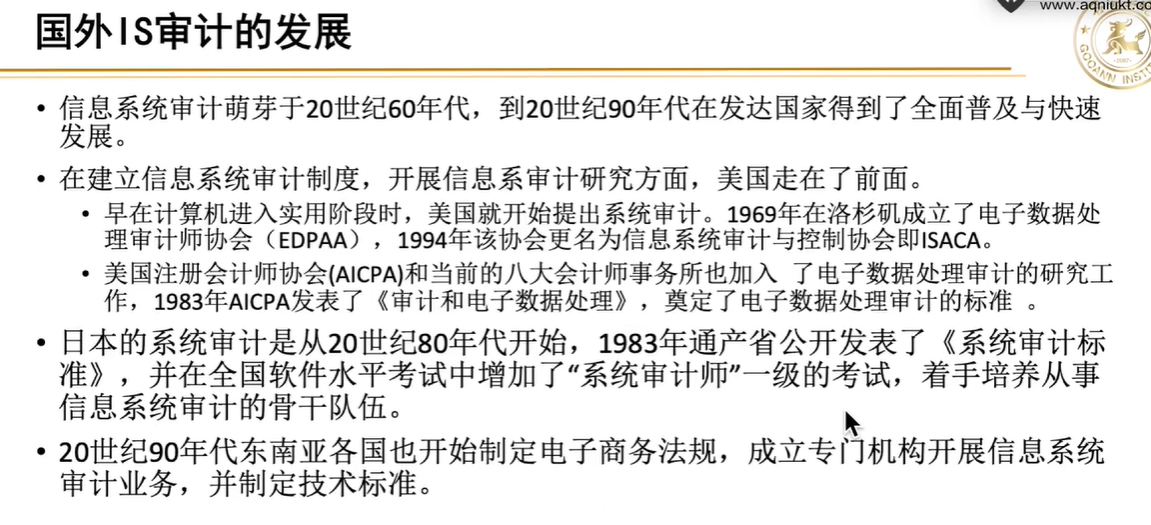 www.aqniukt.co
国外IS审计的发展
GOOANN INSTI
• 信息系统审计萌芽于20世纪60年代，到20世纪90年代在发达国家得到了全面普及与快速
发展。
• 在建立信息系统审计制度，开展信息系审计研究方面，美国走在了前面。
• 早在计算机进入实用阶段时，美国就开始提出系统审计。1969年在洛杉矶成立了电子数据处
理审计师协会（EDPAA），1994年该协会更名为信息系统审计与控制协会即ISACA。
• 美国注册会计师协会(AICPA)和当前的八大会计师事务所也加入 了电子数据处理审计的研究工
作，1983年AICPA发表了《审计和电子数据处理》，奠定了电子数据处理审计的标准 。
• 日本的系统审计是从20世纪80年代开始，1983年通产省公开发表了《系统审计标
准》，并在全国软件水平考试中增加了“系统审计师”一级的考试，着手培养从事
信息系统审计的骨干队伍。
• 20世纪90年代东南亚各国也开始制定电子商务法规，成立专门机构开展信息系统
审计业务，并制定技术标准。